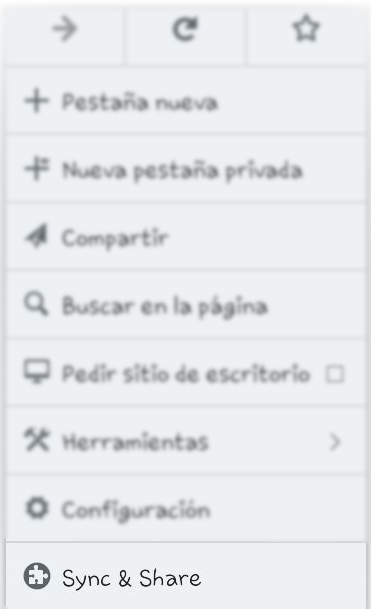 Pestaña nueva
Nueva pestaña privada
Compartir
Buscar en la página
Pedir sitio de escritorio
Herramientas
Configuración
Sync & Share